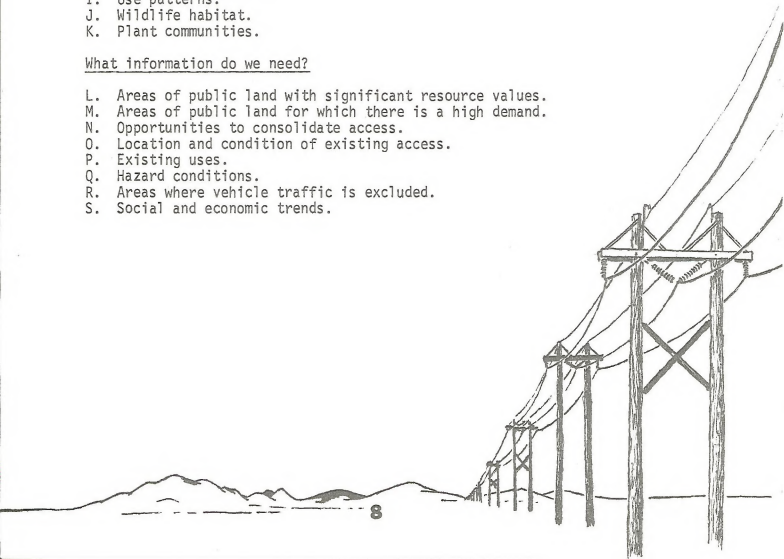 I. Use patterns.
J. Wildlife habitat.
K. Plant communities.
What information do we need?
L. Areas of public land with significant resource values.
M. Areas of public land for which there is a high demand.
N. Opportunities to consolidate access.
O. Location and condition of existing access.
P. Existing uses.
Q. Hazard conditions.
R. Areas where vehicle traffic is excluded.
S. Social and economic trends.
8